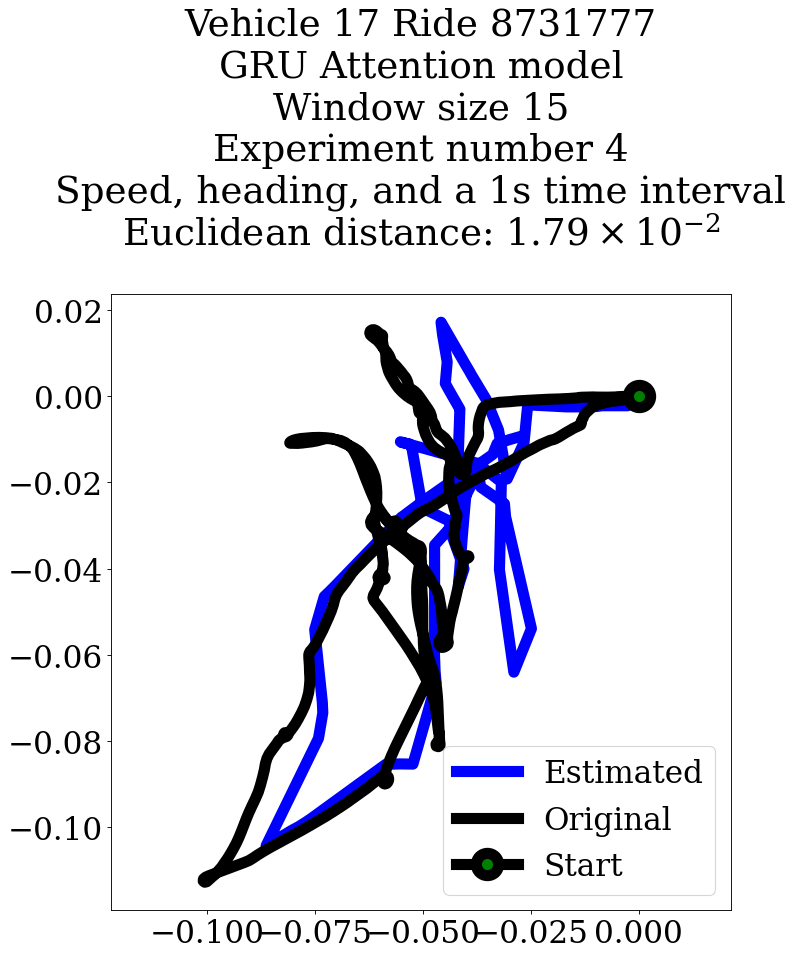 Vehicle 17 Ride 8731777
GRU Attention model
Window size 15
Experiment number 4
Speed, heading, and a 1s time interval
Euclidean distance: 1.79 × 10⁻²
0.02
0.00
−0.02
−0.04
−0.06
−0.08
−0.10
Estimated
Original
Start
−0.100 −0.075 −0.050 −0.025 0.000